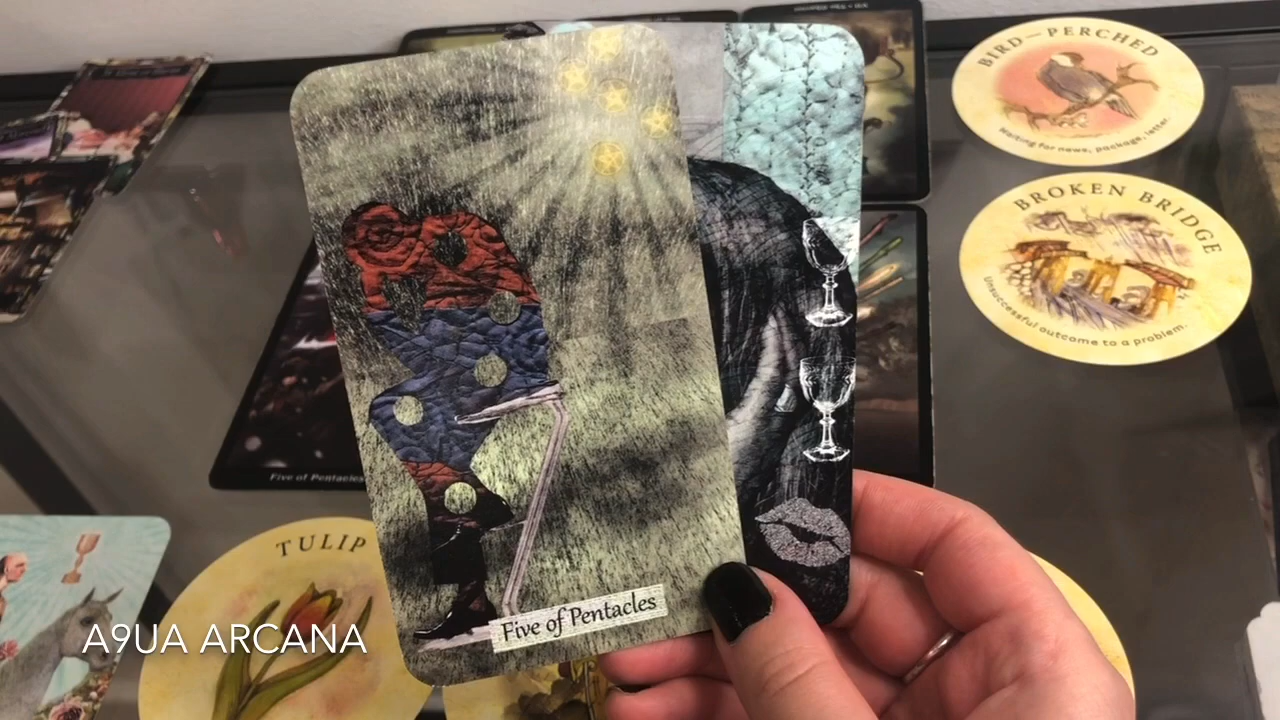 BIRD—PERCHED
Waiting for news, package, letter.
BROKEN BRIDGE
Unsuccessful outcome to a problem.
Five of Pentacles
TULIP
Five of Pentacles
A9UA ARCANA